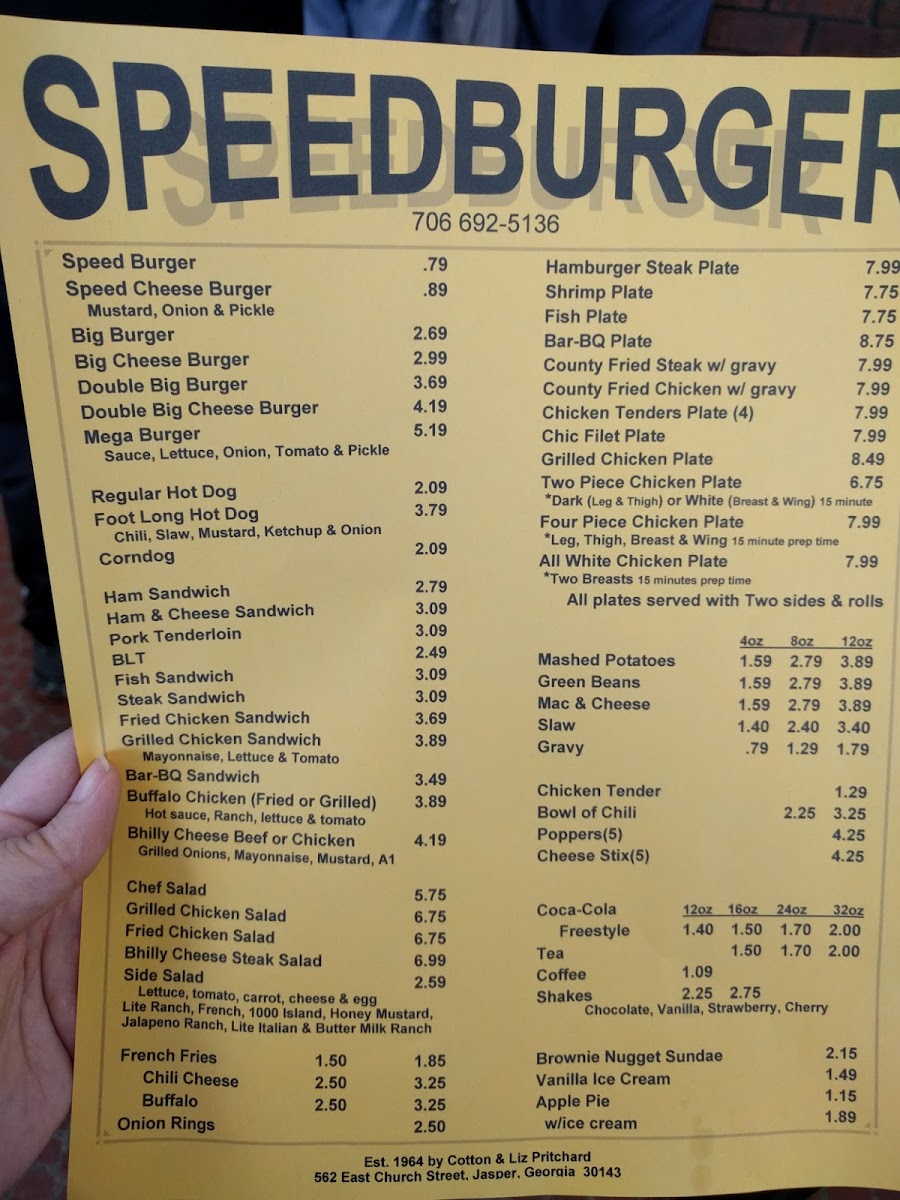 SPEEDBURGER
706 692-5136
Speed Burger .79
Speed Cheese Burger .89
Mustard, Onion & Pickle
Big Burger 2.69
Big Cheese Burger 2.99
Double Big Burger 3.69
Double Big Cheese Burger 4.19
Mega Burger 5.19
Sauce, Lettuce, Onion, Tomato & Pickle
Regular Hot Dog 2.09
Foot Long Hot Dog 3.79
Chili, Slaw, Mustard, Ketchup & Onion
Corndog 2.09
Ham Sandwich 2.79
Ham & Cheese Sandwich 3.09
Pork Tenderloin 3.09
BLT 2.49
Fish Sandwich 3.09
Steak Sandwich 3.09
Fried Chicken Sandwich 3.69
Grilled Chicken Sandwich 3.89
Mayonnaise, Lettuce & Tomato
Bar-BQ Sandwich 3.49
Buffalo Chicken (Fried or Grilled) 3.89
Hot sauce, Ranch, lettuce & tomato
Bhilly Cheese Beef or Chicken 4.19
Grilled Onions, Mayonnaise, Mustard, A1
Chef Salad 5.75
Grilled Chicken Salad 6.75
Fried Chicken Salad 6.75
Bhilly Cheese Steak Salad 6.99
Side Salad 2.59
Lettuce, tomato, carrot, cheese & egg
Lite Ranch, French, 1000 Island, Honey Mustard,
Jalapeno Ranch, Lite Italian & Butter Milk Ranch
French Fries 1.50 1.85
Chili Cheese 2.50 3.25
Buffalo 2.50 3.25
Onion Rings 2.50
Hamburger Steak Plate 7.99
Shrimp Plate 7.75
Fish Plate 7.75
Bar-BQ Plate 8.75
County Fried Steak w/ gravy 7.99
County Fried Chicken w/ gravy 7.99
Chicken Tenders Plate (4) 7.99
Chic Filet Plate 7.99
Grilled Chicken Plate 8.49
Two Piece Chicken Plate 6.75
*Dark (Leg & Thigh) or White (Breast & Wing) 15 minute
Four Piece Chicken Plate 7.99
*Leg, Thigh, Breast & Wing 15 minute prep time
All White Chicken Plate 7.99
*Two Breasts 15 minutes prep time
All plates served with Two sides & rolls
4oz 8oz 12oz
Mashed Potatoes 1.59 2.79 3.89
Green Beans 1.59 2.79 3.89
Mac & Cheese 1.59 2.79 3.89
Slaw 1.40 2.40 3.40
Gravy .79 1.29 1.79
Chicken Tender 1.29
Bowl of Chili 2.25 3.25
Poppers(5) 4.25
Cheese Stix(5) 4.25
Coca-Cola 12oz 16oz 24oz 32oz
Freestyle 1.40 1.50 1.70 2.00
Tea 1.50 1.70 2.00
Coffee 1.09
Shakes 2.25 2.75
Chocolate, Vanilla, Strawberry, Cherry
Brownie Nugget Sundae 2.15
Vanilla Ice Cream 1.49
Apple Pie 1.15
w/ice cream 1.89
Est. 1964 by Cotton & Liz Pritchard
562 East Church Street, Jasper, Georgia 30143